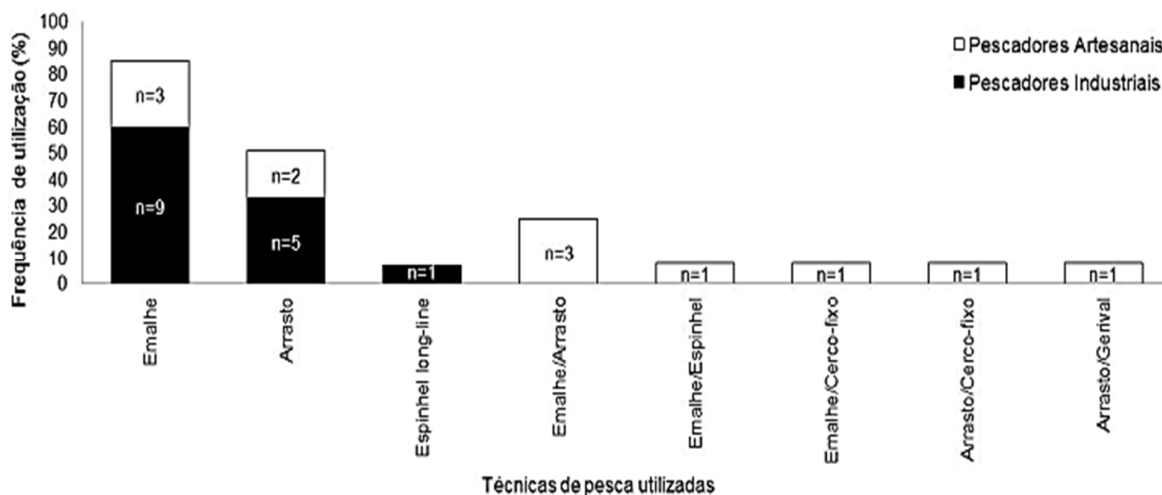 Frequência de utilização (%)
100
90
80
70
60
50
40
30
20
10
0
Pescadores Artesanais
Pescadores Industriais
n=3
n=9
n=2
n=5
n=1
n=3
n=1
n=1
n=1
n=1
Emalhe
Arrasto
Espinhel long-line
Emalhe/Arrasto
Emalhe/Espinhel
Emalhe/Cerco-fixo
Arrasto/Cerco-fixo
Arrasto/Gerival
Técnicas de pesca utilizadas